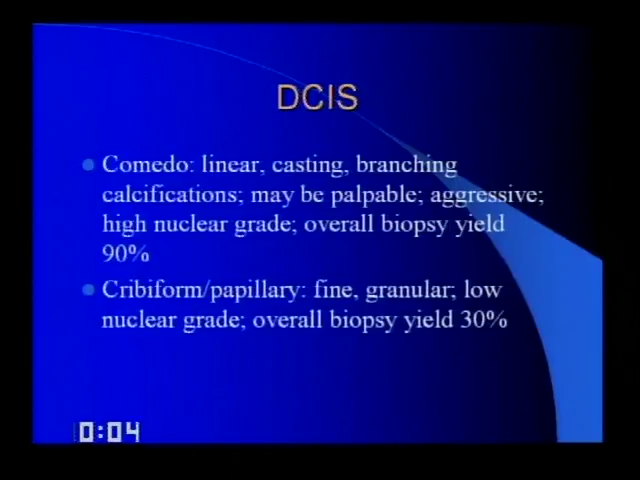 DCIS
Comedo: linear, casting, branching
calcifications; may be palpable; aggressive;
high nuclear grade; overall biopsy yield
90%
Cribiform/papillary: fine, granular; low
nuclear grade; overall biopsy yield 30%
0:04